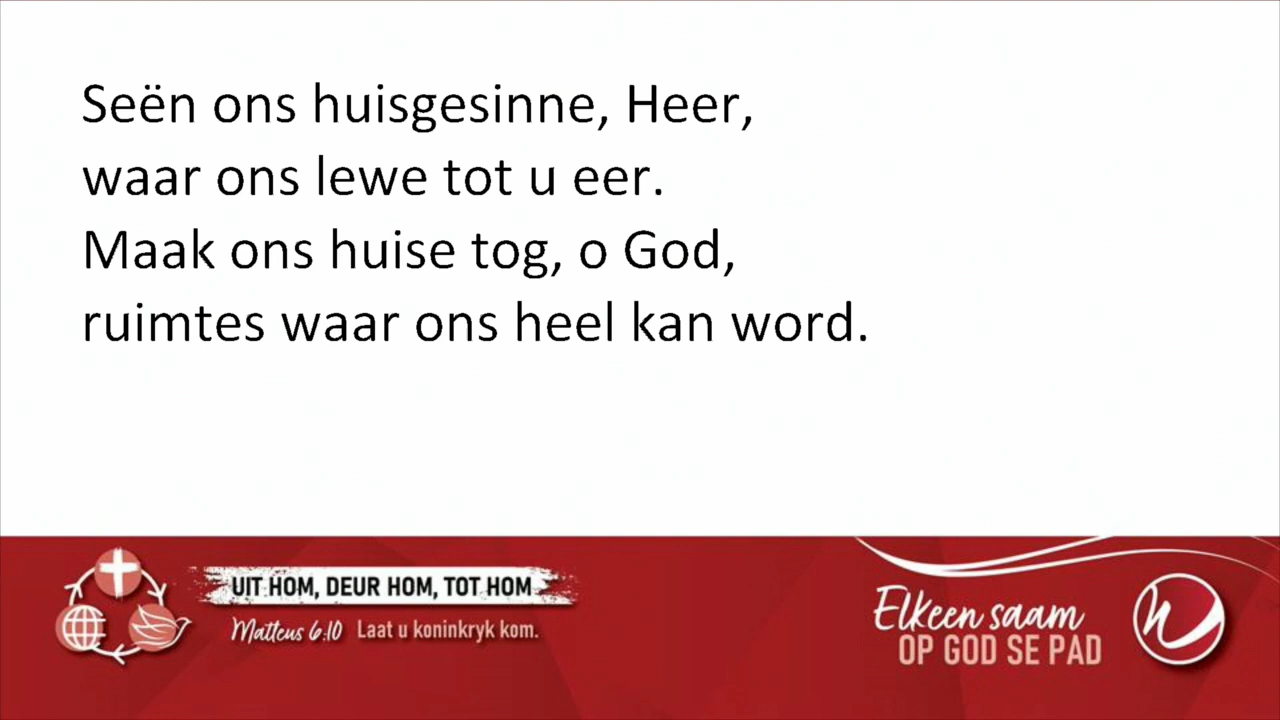 Seën ons huisgesinne, Heer,
waar ons lewe tot u eer.
Maak ons huise tog, o God,
ruimtes waar ons heel kan word.
UIT HOM, DEUR HOM, TOT HOM
Matteus 6:10 Laat u koninkryk kom.
Elkeen saam
OP GOD SE PAD